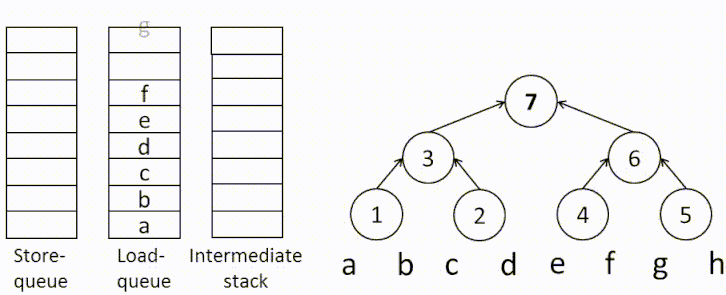 g
f
e
d
c
b
a
Store-
queue
Load-
queue
Intermediate
stack
7
3 6
1 2 4 5
a b c d e f g h